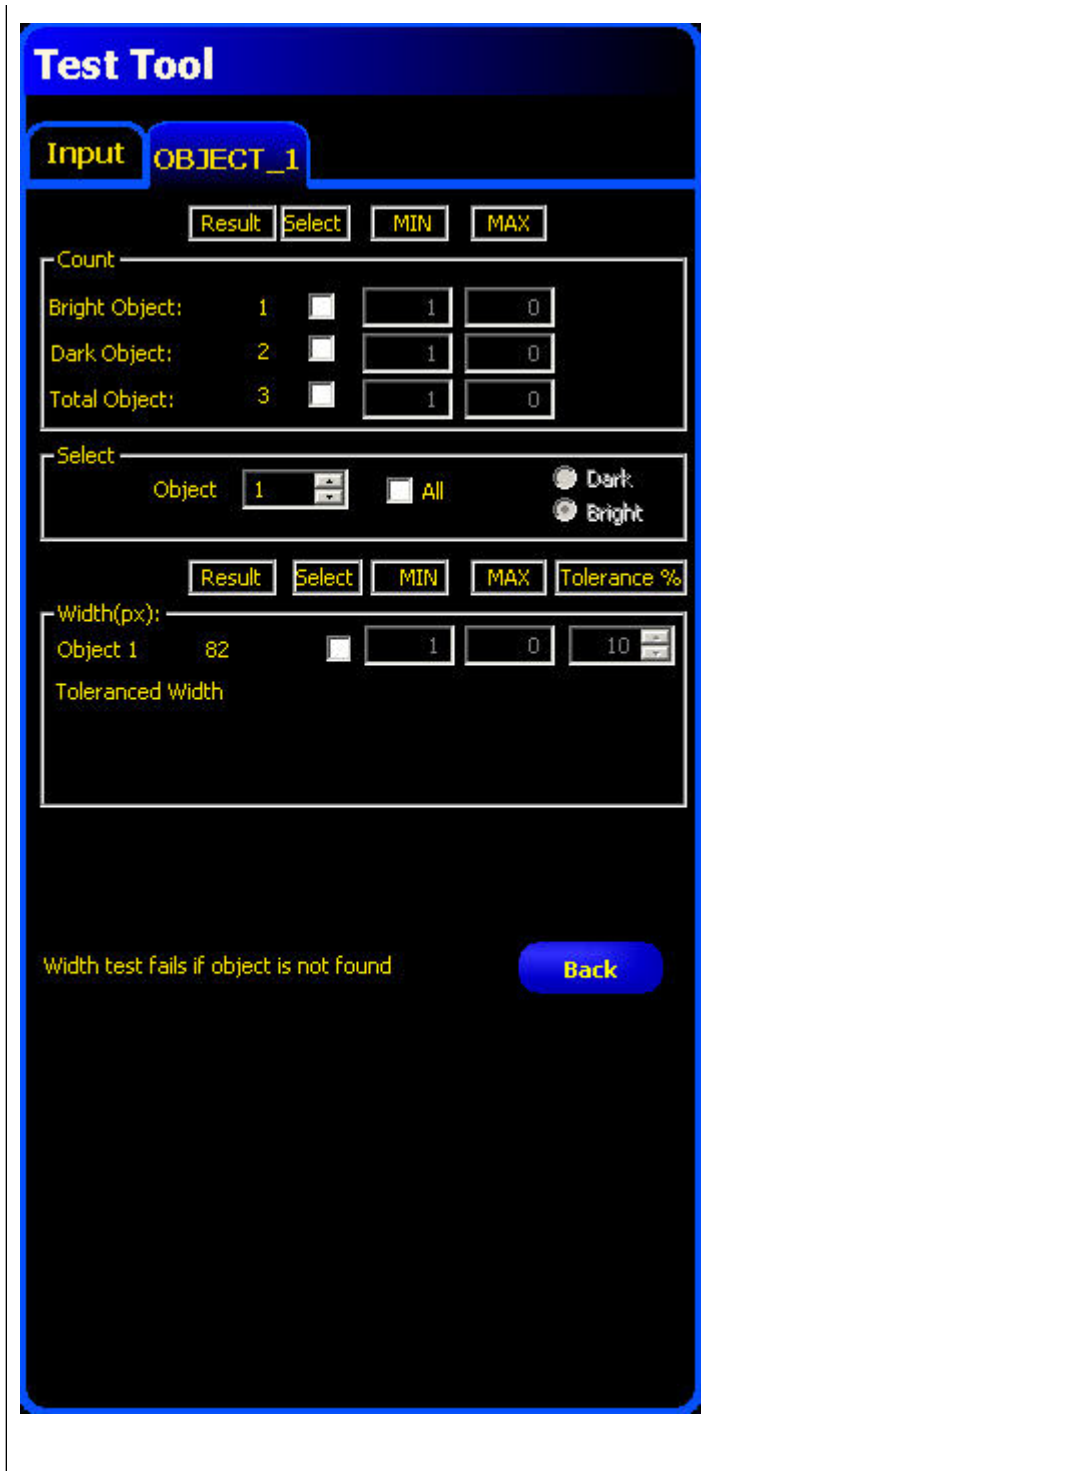 Test Tool
Input OBJECT_1
Result Select MIN MAX
Count
Bright Object: 1 1 0
Dark Object: 2 1 0
Total Object: 3 1 0
Select
Object 1 All Dark
Bright
Result Select MIN MAX Tolerance %
Width(px):
Object 1 82 1 0 10
Toleranced Width
Width test fails if object is not found Back